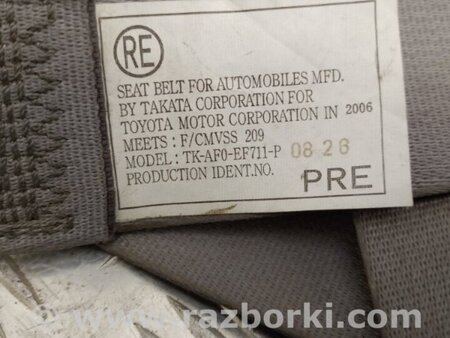 RE
SEAT BELT FOR AUTOMOBILES MFD.
BY TAKATA CORPORATION FOR
TOYOTA MOTOR CORPORATION IN 2006
MEETS : F/CMVSS 209
MODEL : TK-AF0-EF711-P 08 26
PRODUCTION IDENT.NO. PRE
www.razborki.com